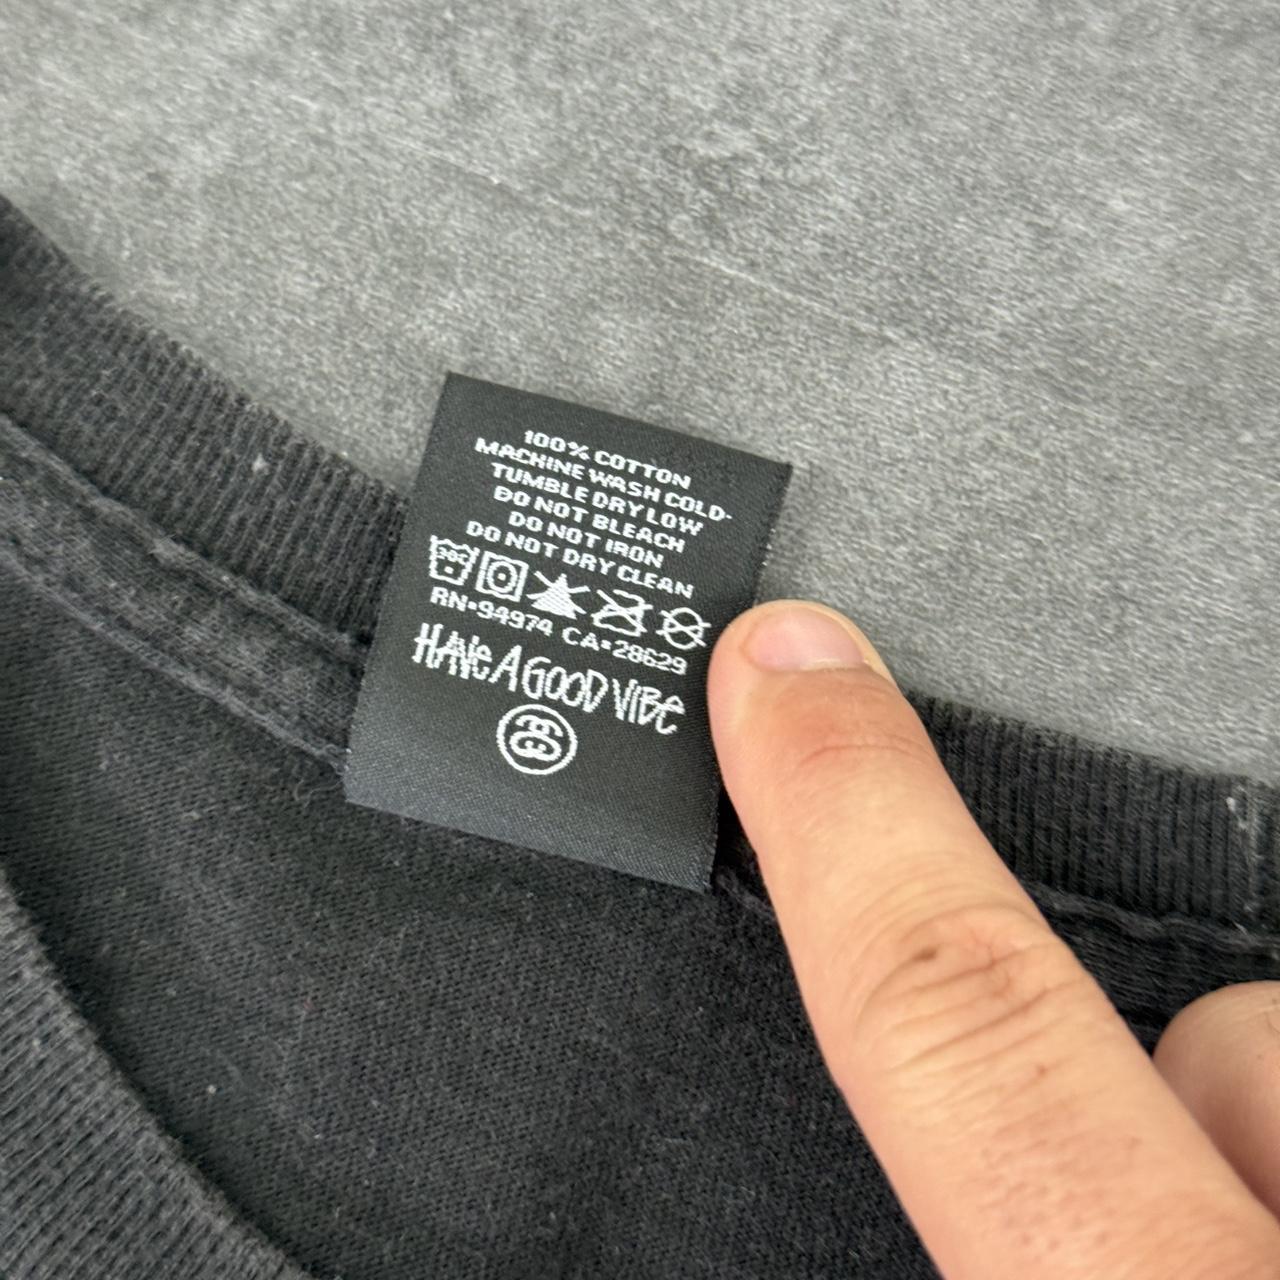 100% COTTON
MACHINE WASH COLD-
TUMBLE DRY LOW
DO NOT BLEACH
DO NOT IRON
DO NOT DRY CLEAN
30C
RN•94974 CA•28629
HAVE A GOOD VIBE